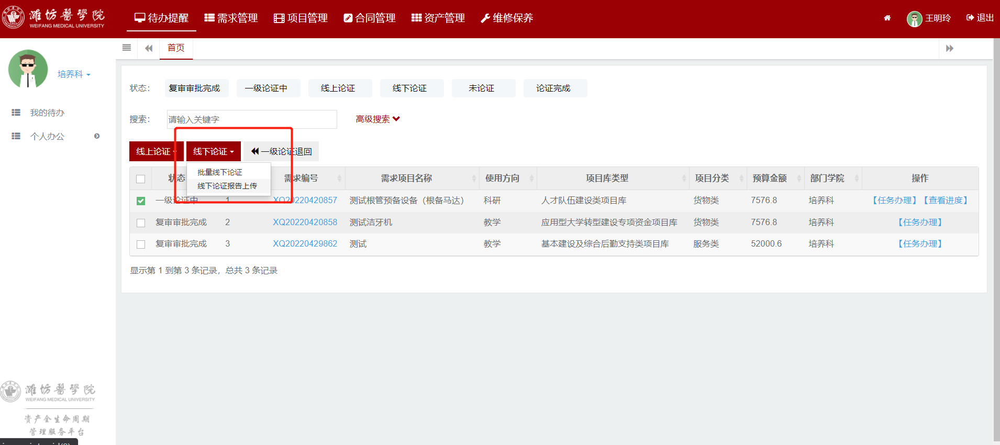 濰坊醫學院
WEIFANG MEDICAL UNIVERSITY
待办提醒 需求管理 项目管理 合同管理 资产管理 维修保养 王明玲 退出
首页
培养科
我的待办
个人办公
状态： 复审审批完成 一级论证中 线上论证 线下论证 未论证 论证完成
搜索： 请输入关键字 高级搜索
线上论证 线下论证 一级论证退回
批量线下论证
线下论证报告上传
状态 需求编号 需求项目名称 使用方向 项目库类型 项目分类 预算金额 部门学院 操作
一级论证中 1 XQ20220420857 测试根管预备设备（根备马达） 科研 人才队伍建设类项目库 货物类 7576.8 培养科 【任务办理】【查看进度】
复审审批完成 2 XQ20220420858 测试洁牙机 教学 应用型大学转型建设专项资金项目库 货物类 7576.8 培养科 【任务办理】
复审审批完成 3 XQ20220429862 测试 教学 基本建设及综合后勤支持类项目库 服务类 52000.6 培养科 【任务办理】
显示第 1 到第 3 条记录，总共 3 条记录
濰坊醫學院
WEIFANG MEDICAL UNIVERSITY
资产全生命周期
管理服务平台